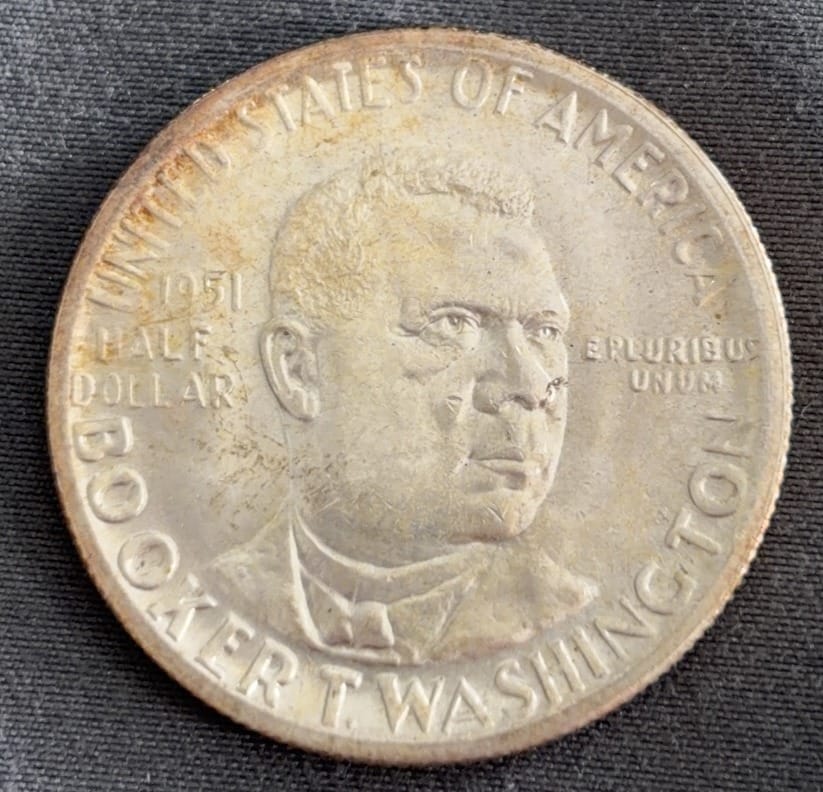 UNITED STATES OF AMERICA
1951
HALF
DOLLAR
E PLURIBUS
UNUM
BOOKER T. WASHINGTON